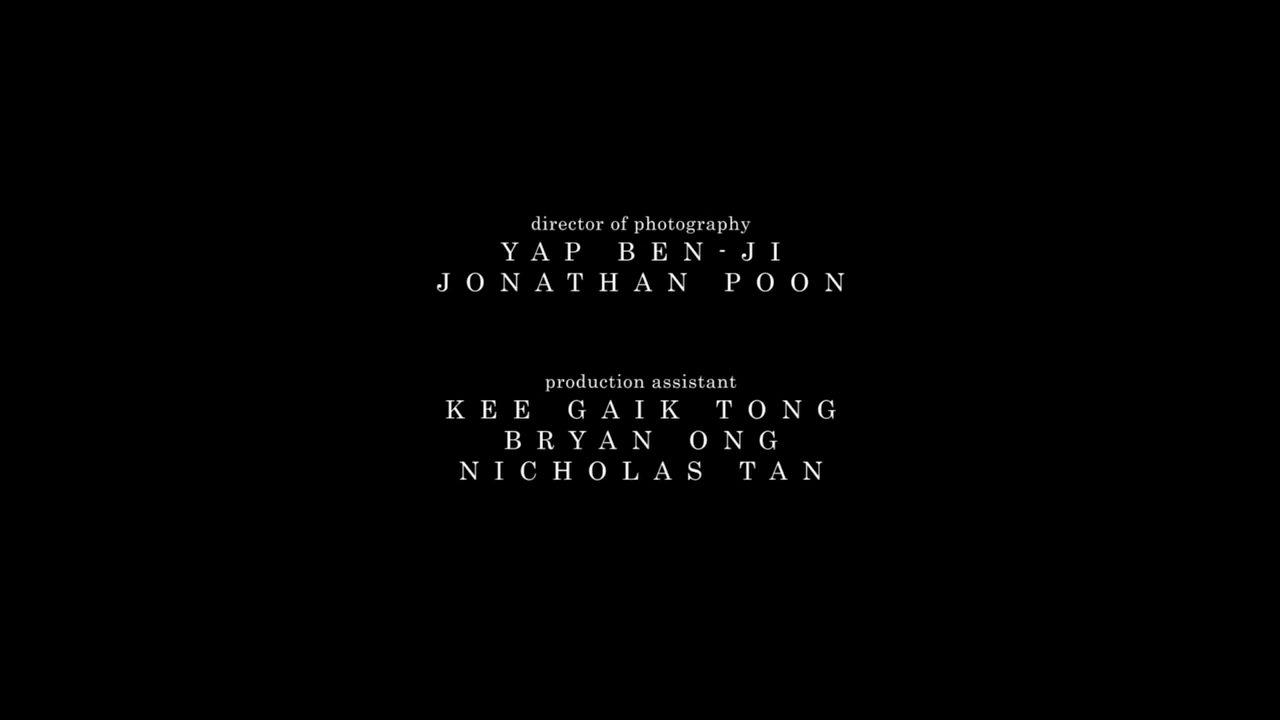 director of photography
YAP BEN-JI
JONATHAN POON
production assistant
KEE GAIK TONG
BRYAN ONG
NICHOLAS TAN